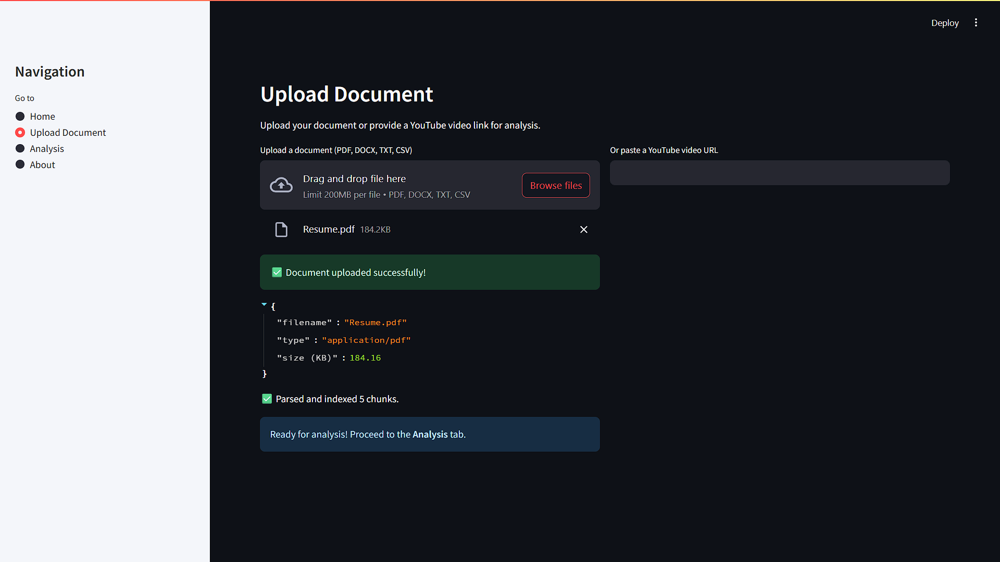 Deploy
Navigation
Go to
Home
Upload Document
Analysis
About
Upload Document
Upload your document or provide a YouTube video link for analysis.
Upload a document (PDF, DOCX, TXT, CSV)
Drag and drop file here
Limit 200MB per file • PDF, DOCX, TXT, CSV
Browse files
Resume.pdf 184.2KB
✅ Document uploaded successfully!
{
"filename" : "Resume.pdf"
"type" : "application/pdf"
"size (KB)" : 184.16
}
✅ Parsed and indexed 5 chunks.
Ready for analysis! Proceed to the Analysis tab.
Or paste a YouTube video URL